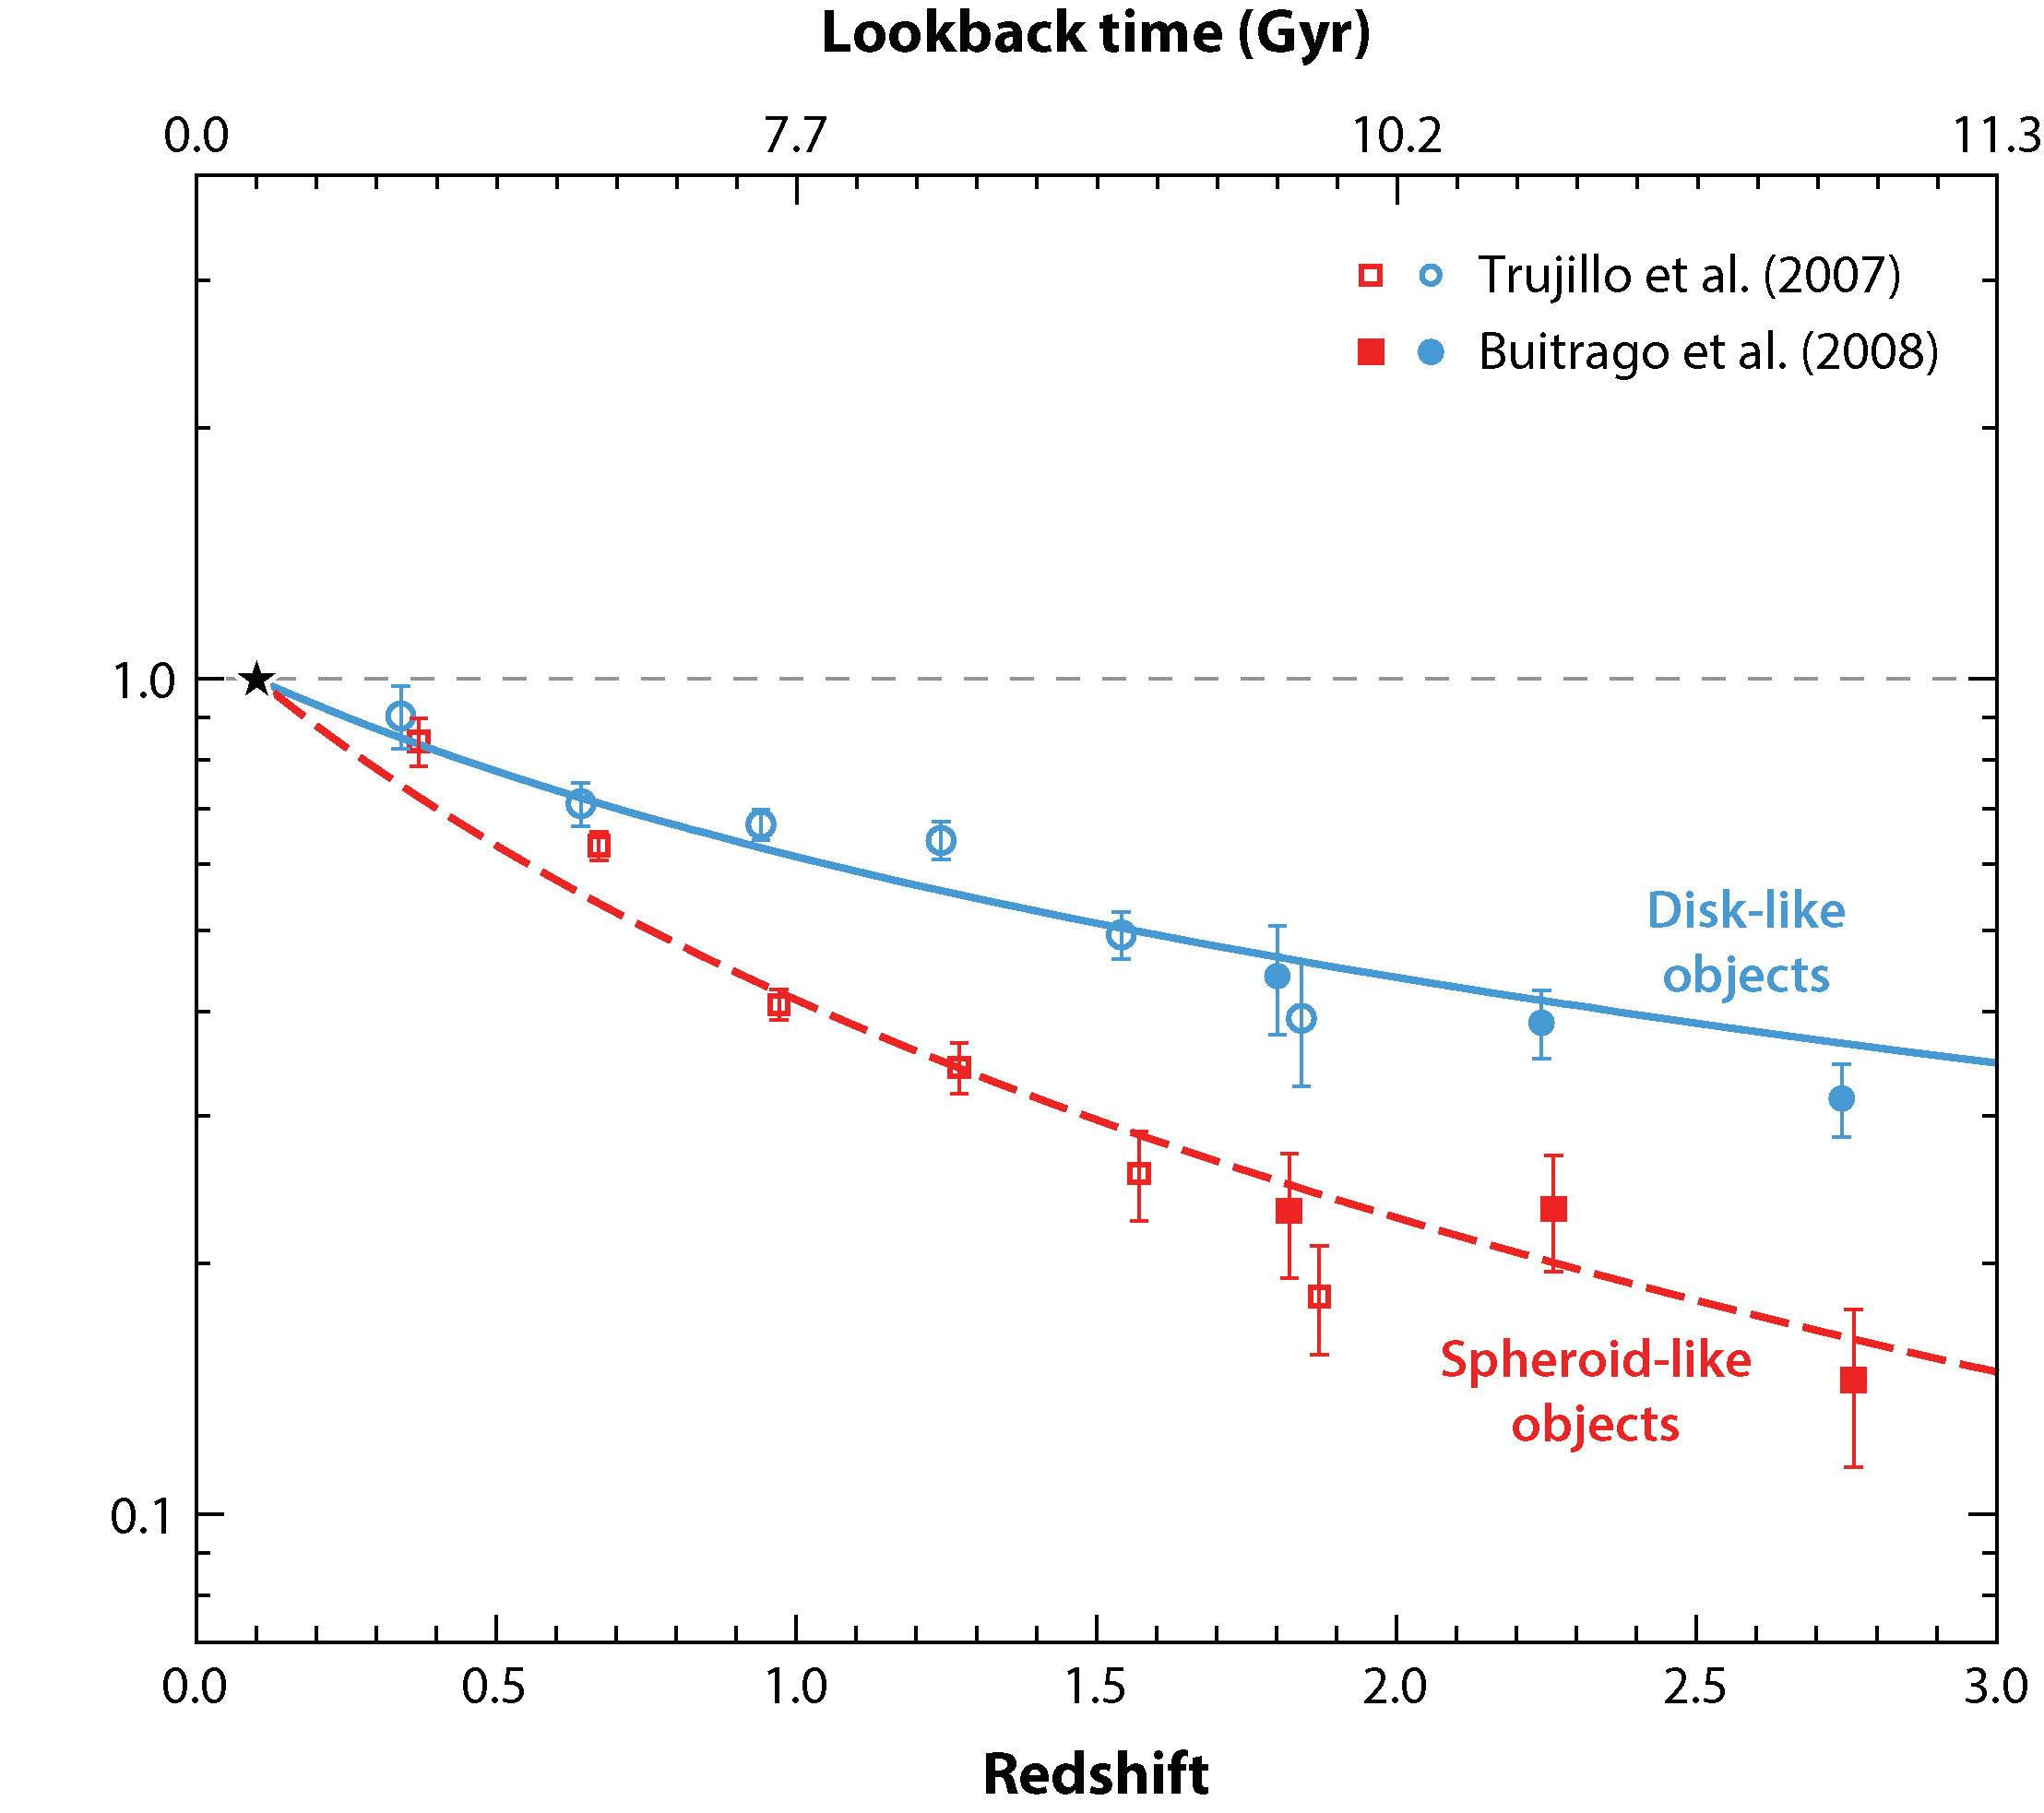 Lookback time (Gyr)
0.0 7.7 10.2 11.3
Trujillo et al. (2007)
Buitrago et al. (2008)
1.0
Disk-like
objects
Spheroid-like
objects
0.1
0.0 0.5 1.0 1.5 2.0 2.5 3.0
Redshift